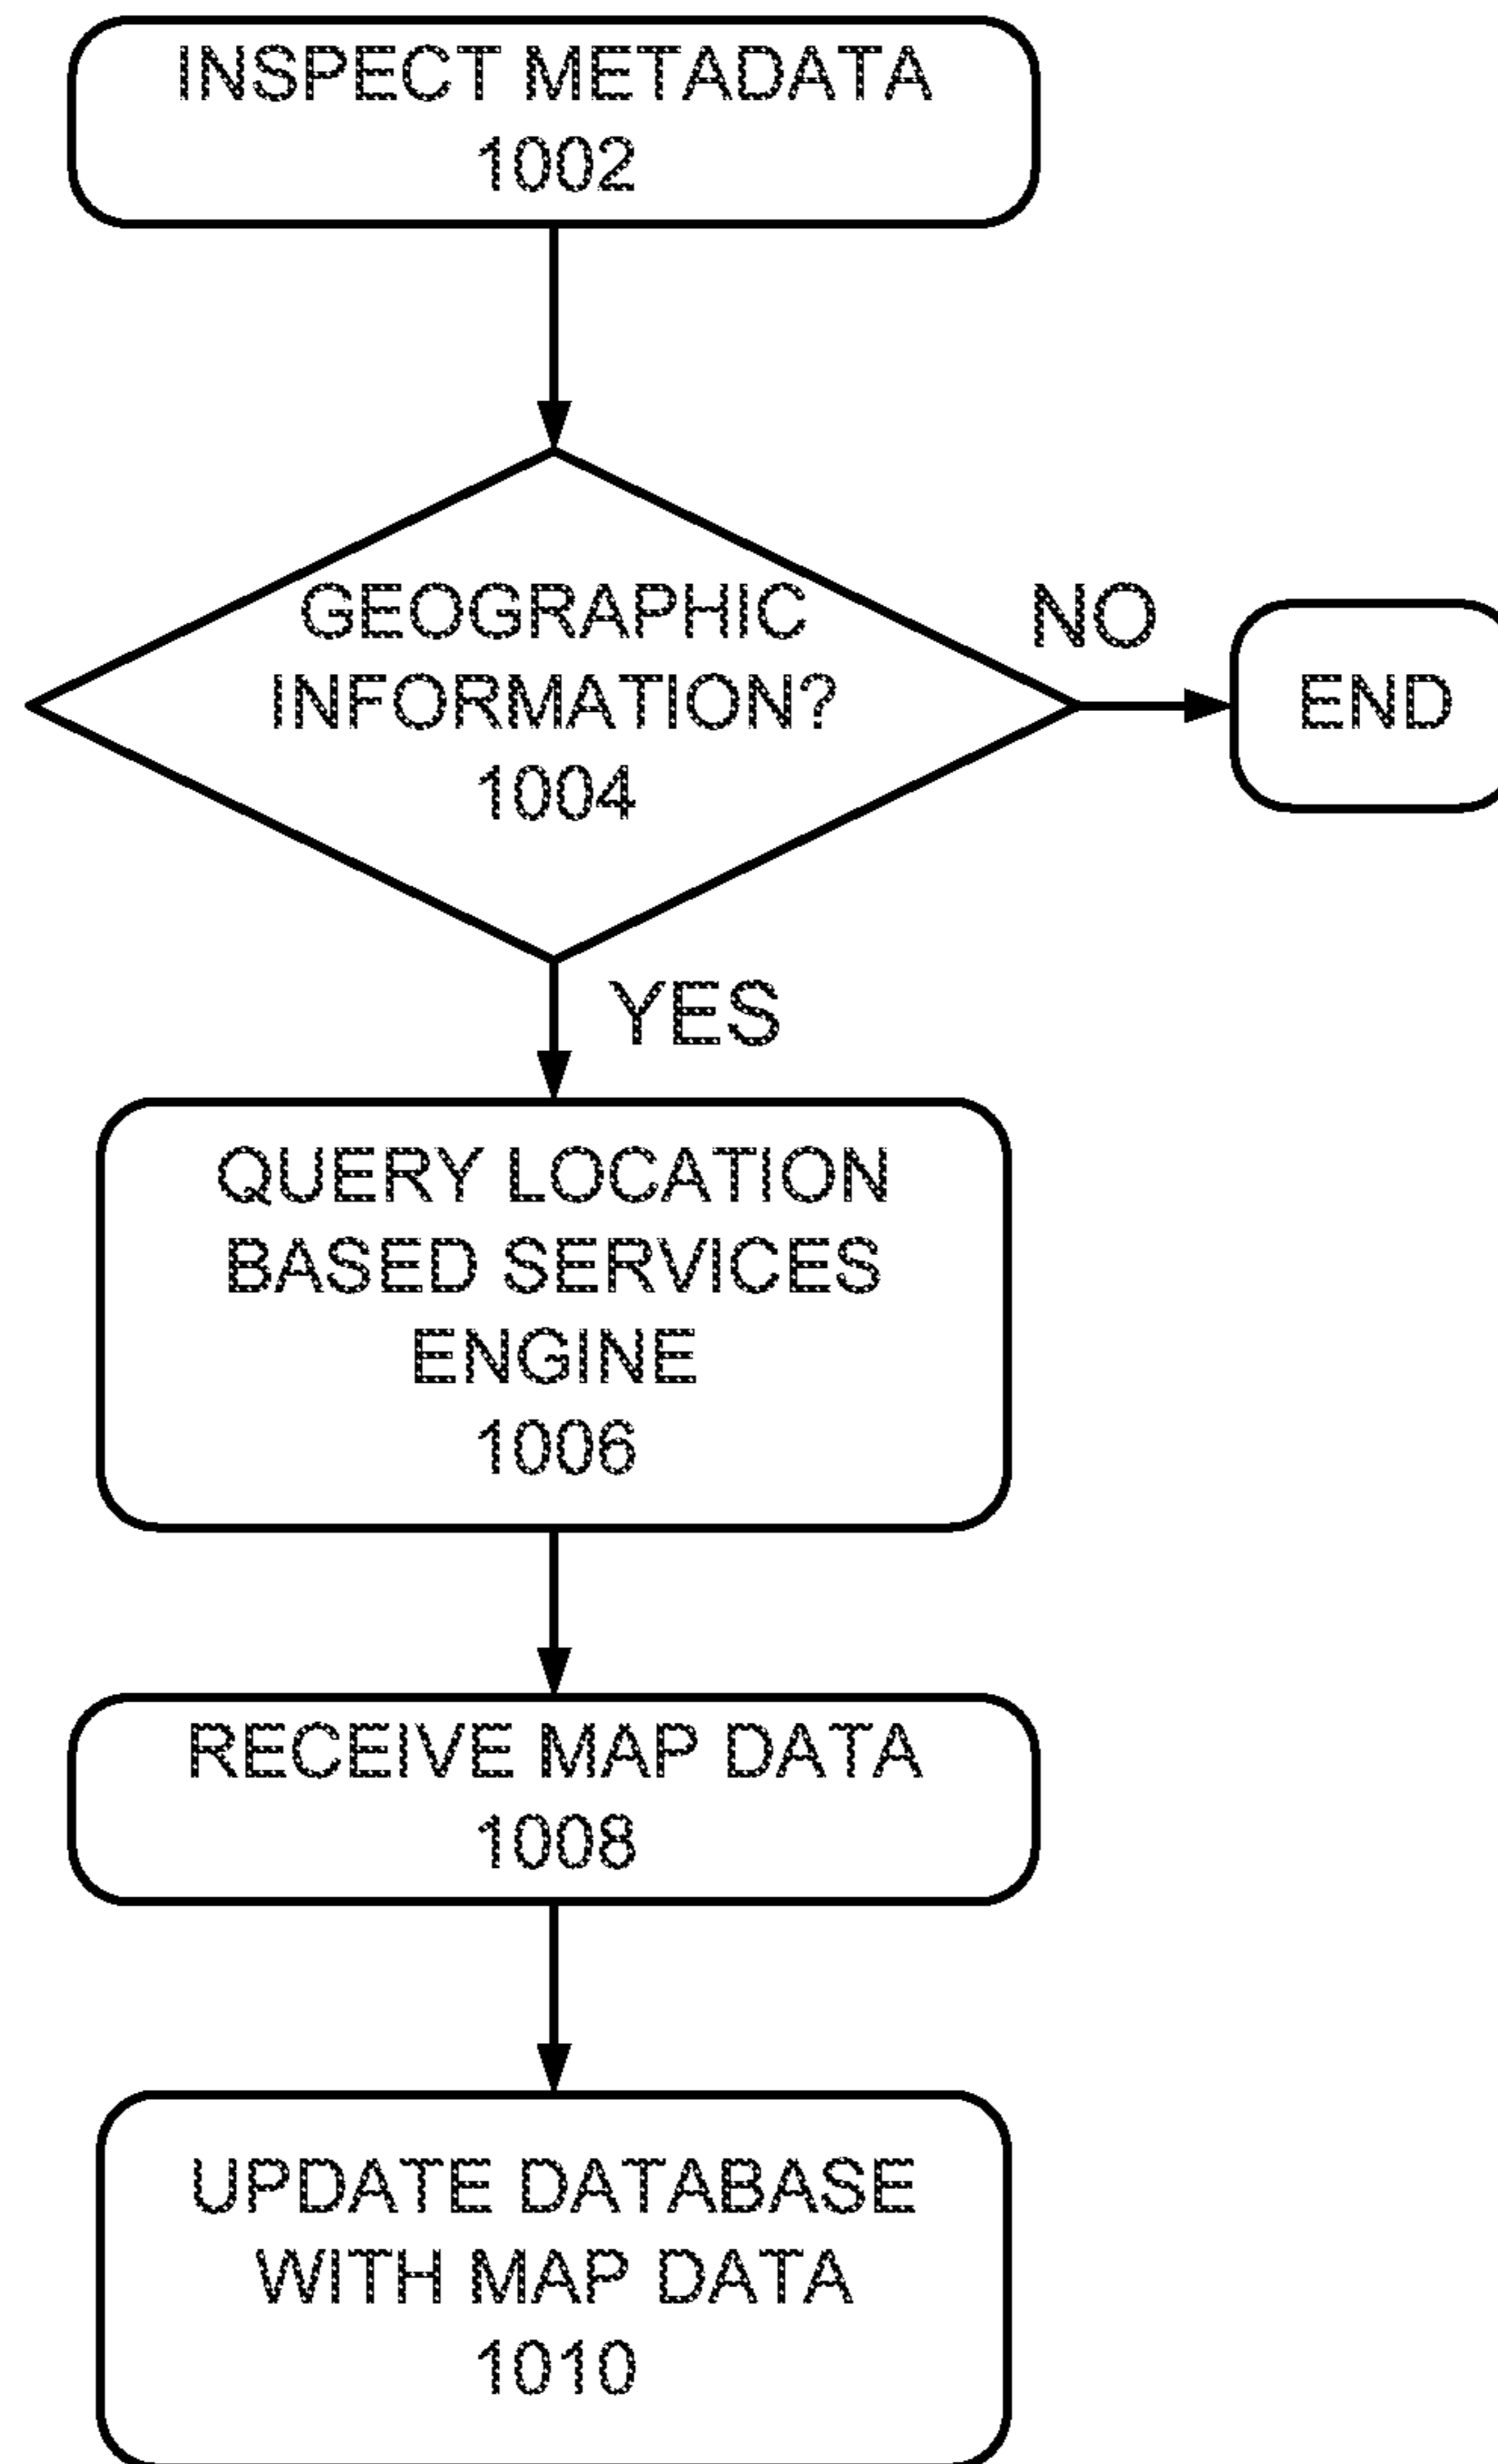 INSPECT METADATA
1002
GEOGRAPHIC
INFORMATION?
1004
NO
END
YES
QUERY LOCATION
BASED SERVICES
ENGINE
1006
RECEIVE MAP DATA
1008
UPDATE DATABASE
WITH MAP DATA
1010